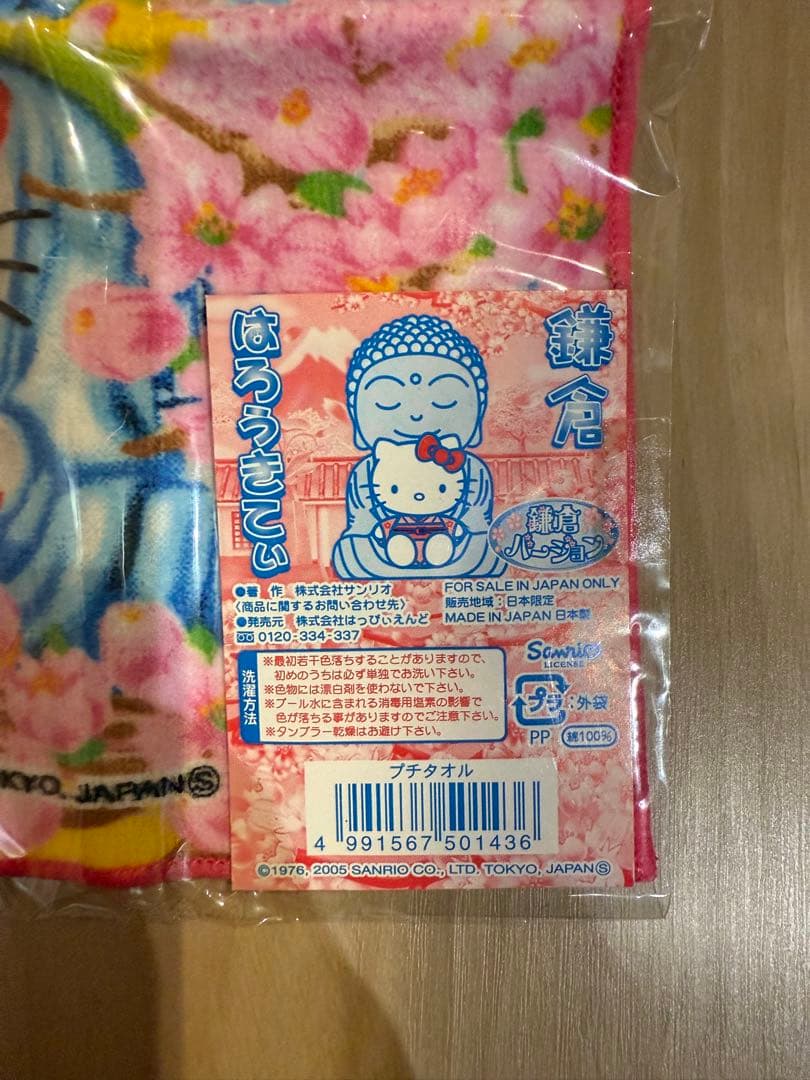 鎌倉
はろうきてぃ
鎌倉
バージョン
●著 作 株式会社サンリオ
〈商品に関するお問い合わせ先〉
●発売元 株式会社はっぴぃえんど
0120-334-337
FOR SALE IN JAPAN ONLY
販売地域：日本限定
MADE IN JAPAN 日本製
Sanrio
LICENSE
洗濯方法
※最初若干色落ちすることがありますので、
初めのうちは必ず単独でお洗い下さい。
※色物には漂白剤を使わないで下さい。
※プール水に含まれる消毒用塩素の影響で
色が落ちる事がありますのでご注意下さい。
※タンブラー乾燥はお避け下さい。
プラ：外袋
PP 綿100%
プチタオル
4 991567 501436
©1976, 2005 SANRIO CO., LTD. TOKYO, JAPAN Ⓢ
KYO, JAPAN Ⓢ